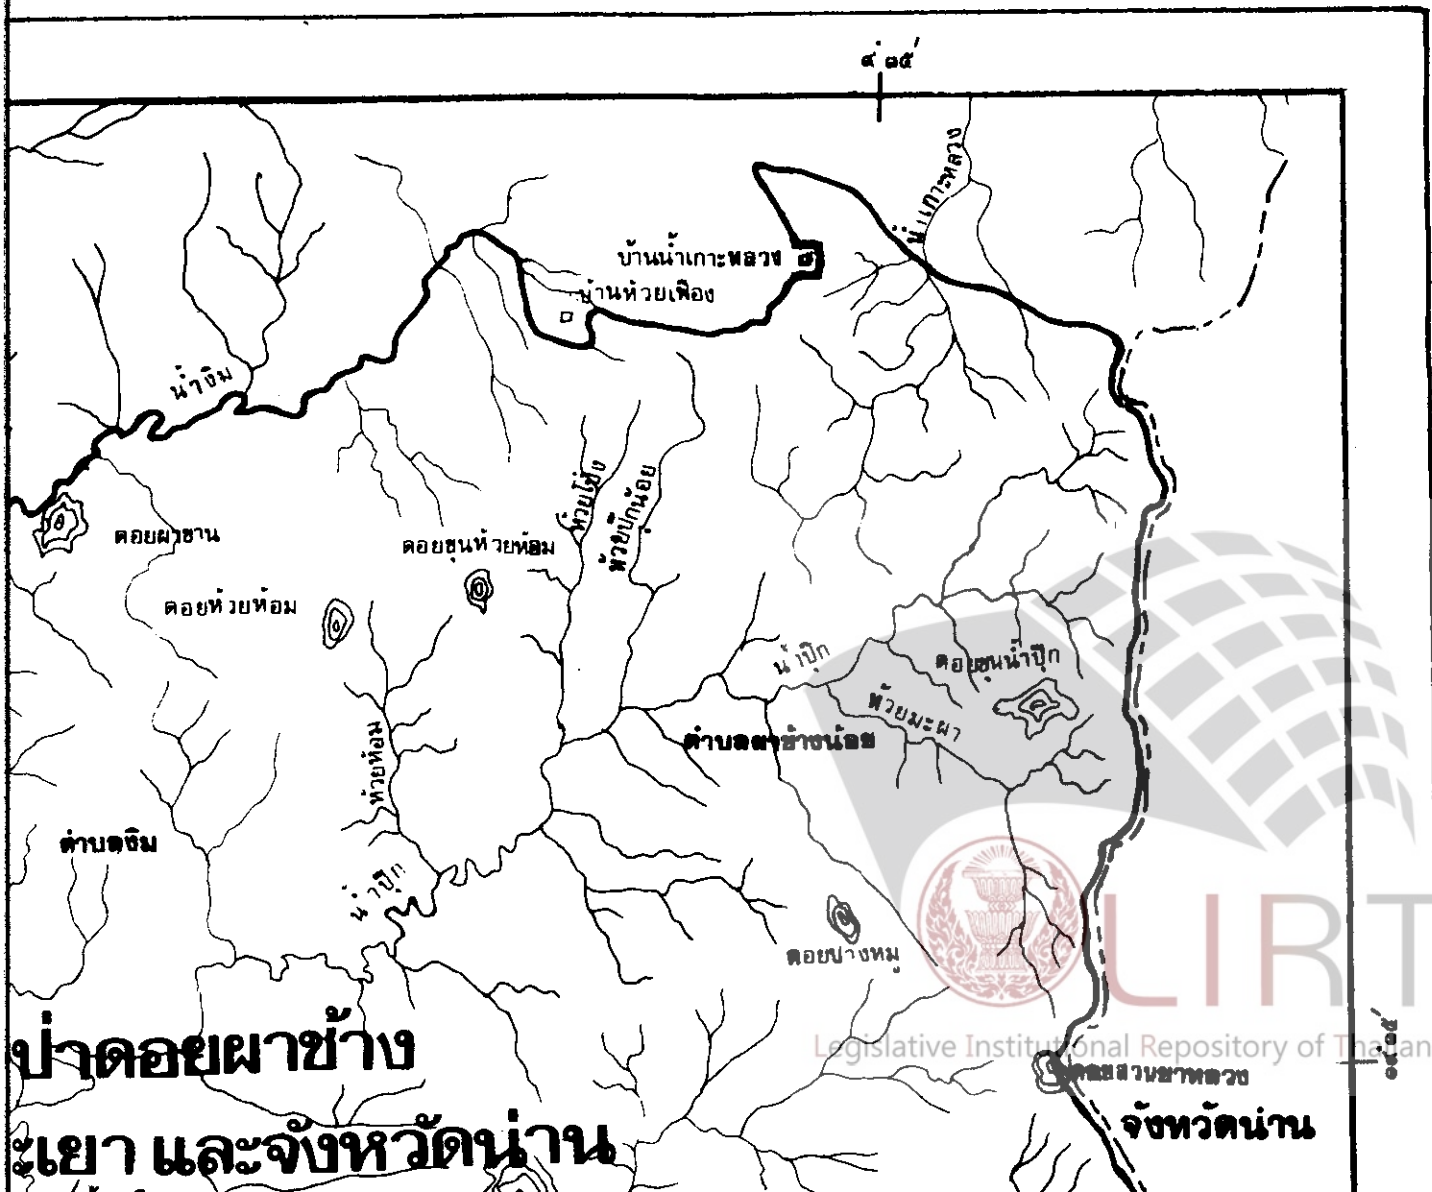 น้ำเกาะหลวง
บ้านน้ำเกาะหลวง
บ้านห้วยเฟือง
น้ำงิม
ห้วยโป่ง
ห้วยปุ๊กน้อย
ดอยผาฮาน
ดอยขุนห้วยห้อม
ดอยห้วยห้อม
น้ำปุ๊ก
ดอยขุนน้ำปุ๊ก
ห้วยมะผา
ตำบลผาช้างน้อย
ห้วยห้อม
ตำบลงิม
น้ำปุ๊ก
ดอยบางหมู
LIRT
Legislative Institutional Repository of Thailan
ป่าดอยผาช้าง
๑๙ ๑๕′
ดอยสวนยาหลวง
จังหวัดน่าน
ะเยา และจังหวัดน่าน